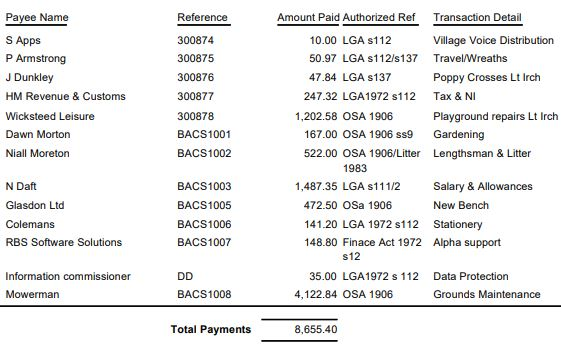 Payee Name Reference Amount Paid Authorized Ref Transaction Detail
S Apps 300874 10.00 LGA s112 Village Voice Distribution
P Armstrong 300875 50.97 LGA s112/s137 Travel/Wreaths
J Dunkley 300876 47.84 LGA s137 Poppy Crosses Lt Irch
HM Revenue & Customs 300877 247.32 LGA1972 s112 Tax & NI
Wicksteed Leisure 300878 1,202.58 OSA 1906 Playground repairs Lt Irch
Dawn Morton BACS1001 167.00 OSA 1906 ss9 Gardening
Niall Moreton BACS1002 522.00 OSA 1906/Litter Lengthsman & Litter
1983
N Daft BACS1003 1,487.35 LGA s111/2 Salary & Allowances
Glasdon Ltd BACS1005 472.50 OSa 1906 New Bench
Colemans BACS1006 141.20 LGA 1972 s112 Stationery
RBS Software Solutions BACS1007 148.80 Finace Act 1972 Alpha support
s12
Information commissioner DD 35.00 LGA1972 s 112 Data Protection
Mowerman BACS1008 4,122.84 OSA 1906 Grounds Maintenance
Total Payments 8,655.40